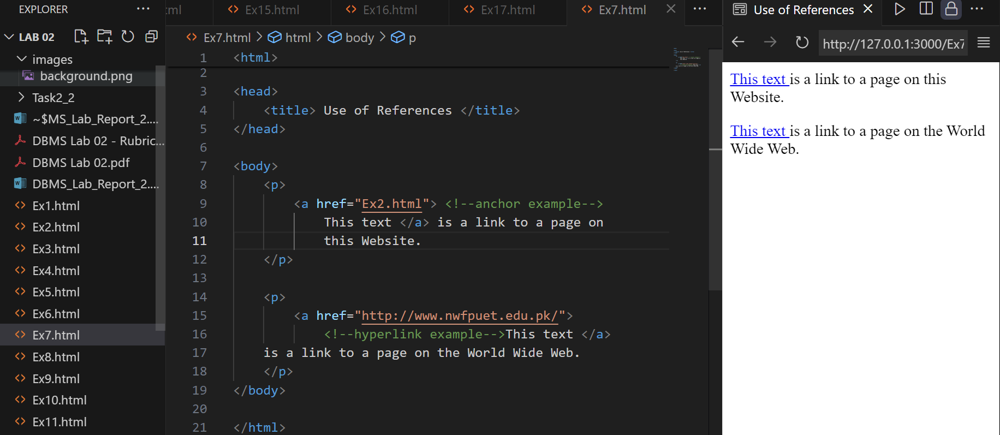 EXPLORER ...
LAB 02
images
background.png
Task2_2
~$MS_Lab_Report_2....
DBMS Lab 02 - Rubric...
DBMS Lab 02.pdf
DBMS_Lab_Report_2....
Ex1.html
Ex2.html
Ex3.html
Ex4.html
Ex5.html
Ex6.html
Ex7.html
Ex8.html
Ex9.html
Ex10.html
Ex11.html
ml <> Ex15.html <> Ex16.html <> Ex17.html <> Ex7.html ...
<> Ex7.html > html > body > p
1 <html>
2
3 <head>
4 <title> Use of References </title>
5 </head>
6
7 <body>
8 <p>
9 <a href="Ex2.html"> <!--anchor example-->
10 This text </a> is a link to a page on
11 this Website.
12 </p>
13
14 <p>
15 <a href="http://www.nwfpuet.edu.pk/">
16 <!--hyperlink example-->This text </a>
17 is a link to a page on the World Wide Web.
18 </p>
19 </body>
20
21 </html>
Use of References ...
http://127.0.0.1:3000/Ex7
This text is a link to a page on this
Website.
This text is a link to a page on the World
Wide Web.